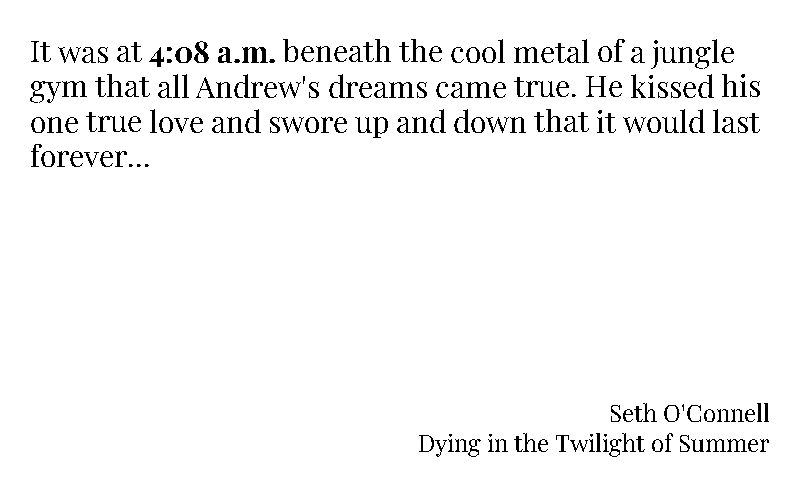 It was at 4:08 a.m. beneath the cool metal of a jungle
gym that all Andrew's dreams came true. He kissed his
one true love and swore up and down that it would last
forever...
Seth O'Connell
Dying in the Twilight of Summer